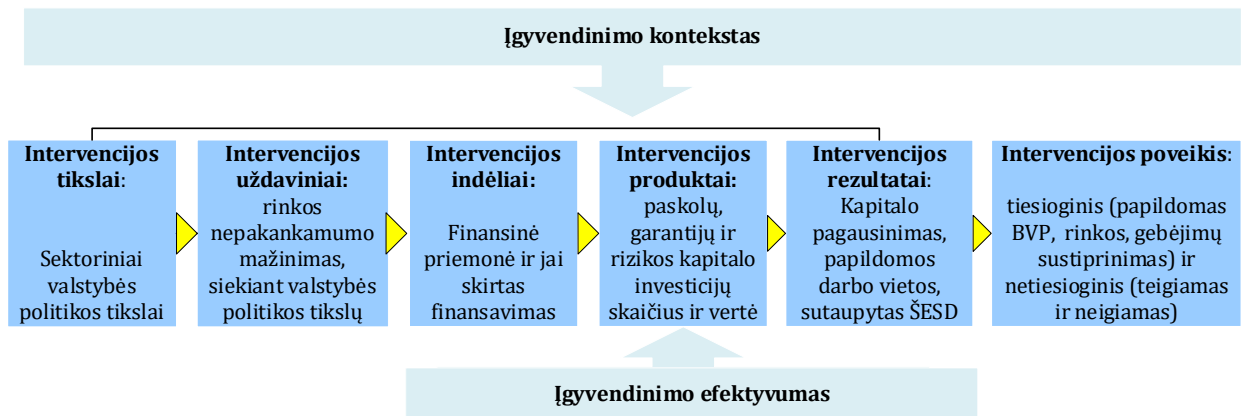 Įgyvendinimo kontekstas
Intervencijos
tikslai:
Sektoriniai
valstybės
politikos tikslai
Intervencijos
uždaviniai:
rinkos
nepakankamumo
mažinimas,
siekiant valstybės
politikos tikslų
Intervencijos
indėliai:
Finansinė
priemonė ir jai
skirtas
finansavimas
Intervencijos
produktai:
paskolų,
garantijų ir
rizikos kapitalo
investicijų
skaičius ir vertė
Intervencijos
rezultatai:
Kapitalo
pagausinimas,
papildomos
darbo vietos,
sutaupytas ŠESD
Intervencijos poveikis:
tiesioginis (papildomas
BVP, rinkos, gebėjimų
sustiprinimas) ir
netiesioginis (teigiamas
ir neigiamas)
Įgyvendinimo efektyvumas